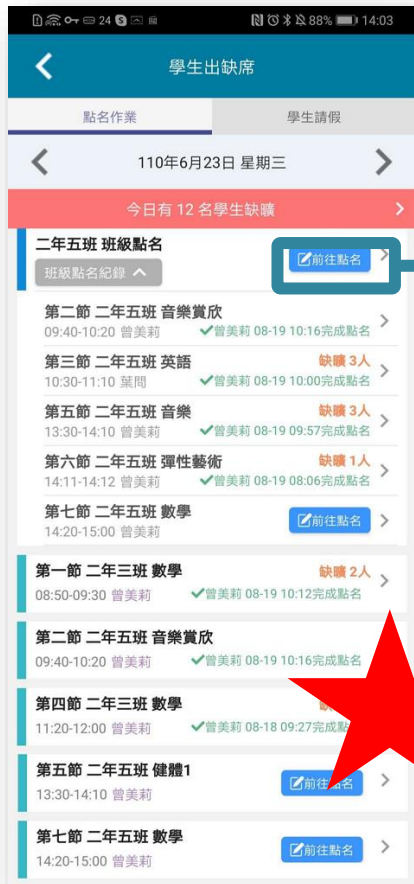 24 88% 14:03
學生出缺席
點名作業 學生請假
110年6月23日 星期三
今日有 12 名學生缺曠
二年五班 班級點名
前往點名
班級點名紀錄
第二節 二年五班 音樂賞欣
09:40-10:20 曾美莉 曾美莉 08-19 10:16完成點名
第三節 二年五班 英語 缺曠 3人
10:30-11:10 葉問 曾美莉 08-19 10:00完成點名
第五節 二年五班 音樂 缺曠 3人
13:30-14:10 曾美莉 曾美莉 08-19 09:57完成點名
第六節 二年五班 彈性藝術 缺曠 1人
14:11-14:12 曾美莉 曾美莉 08-19 08:06完成點名
第七節 二年五班 數學
前往點名
14:20-15:00 曾美莉
第一節 二年三班 數學 缺曠 2人
08:50-09:30 曾美莉 曾美莉 08-19 10:12完成點名
第二節 二年五班 音樂賞欣
09:40-10:20 曾美莉 曾美莉 08-19 10:16完成點名
第四節 二年三班 數學
11:20-12:00 曾美莉 曾美莉 08-18 09:27完成點
第五節 二年五班 健體1
前往點名
13:30-14:10 曾美莉
第七節 二年五班 數學
前往點名
14:20-15:00 曾美莉